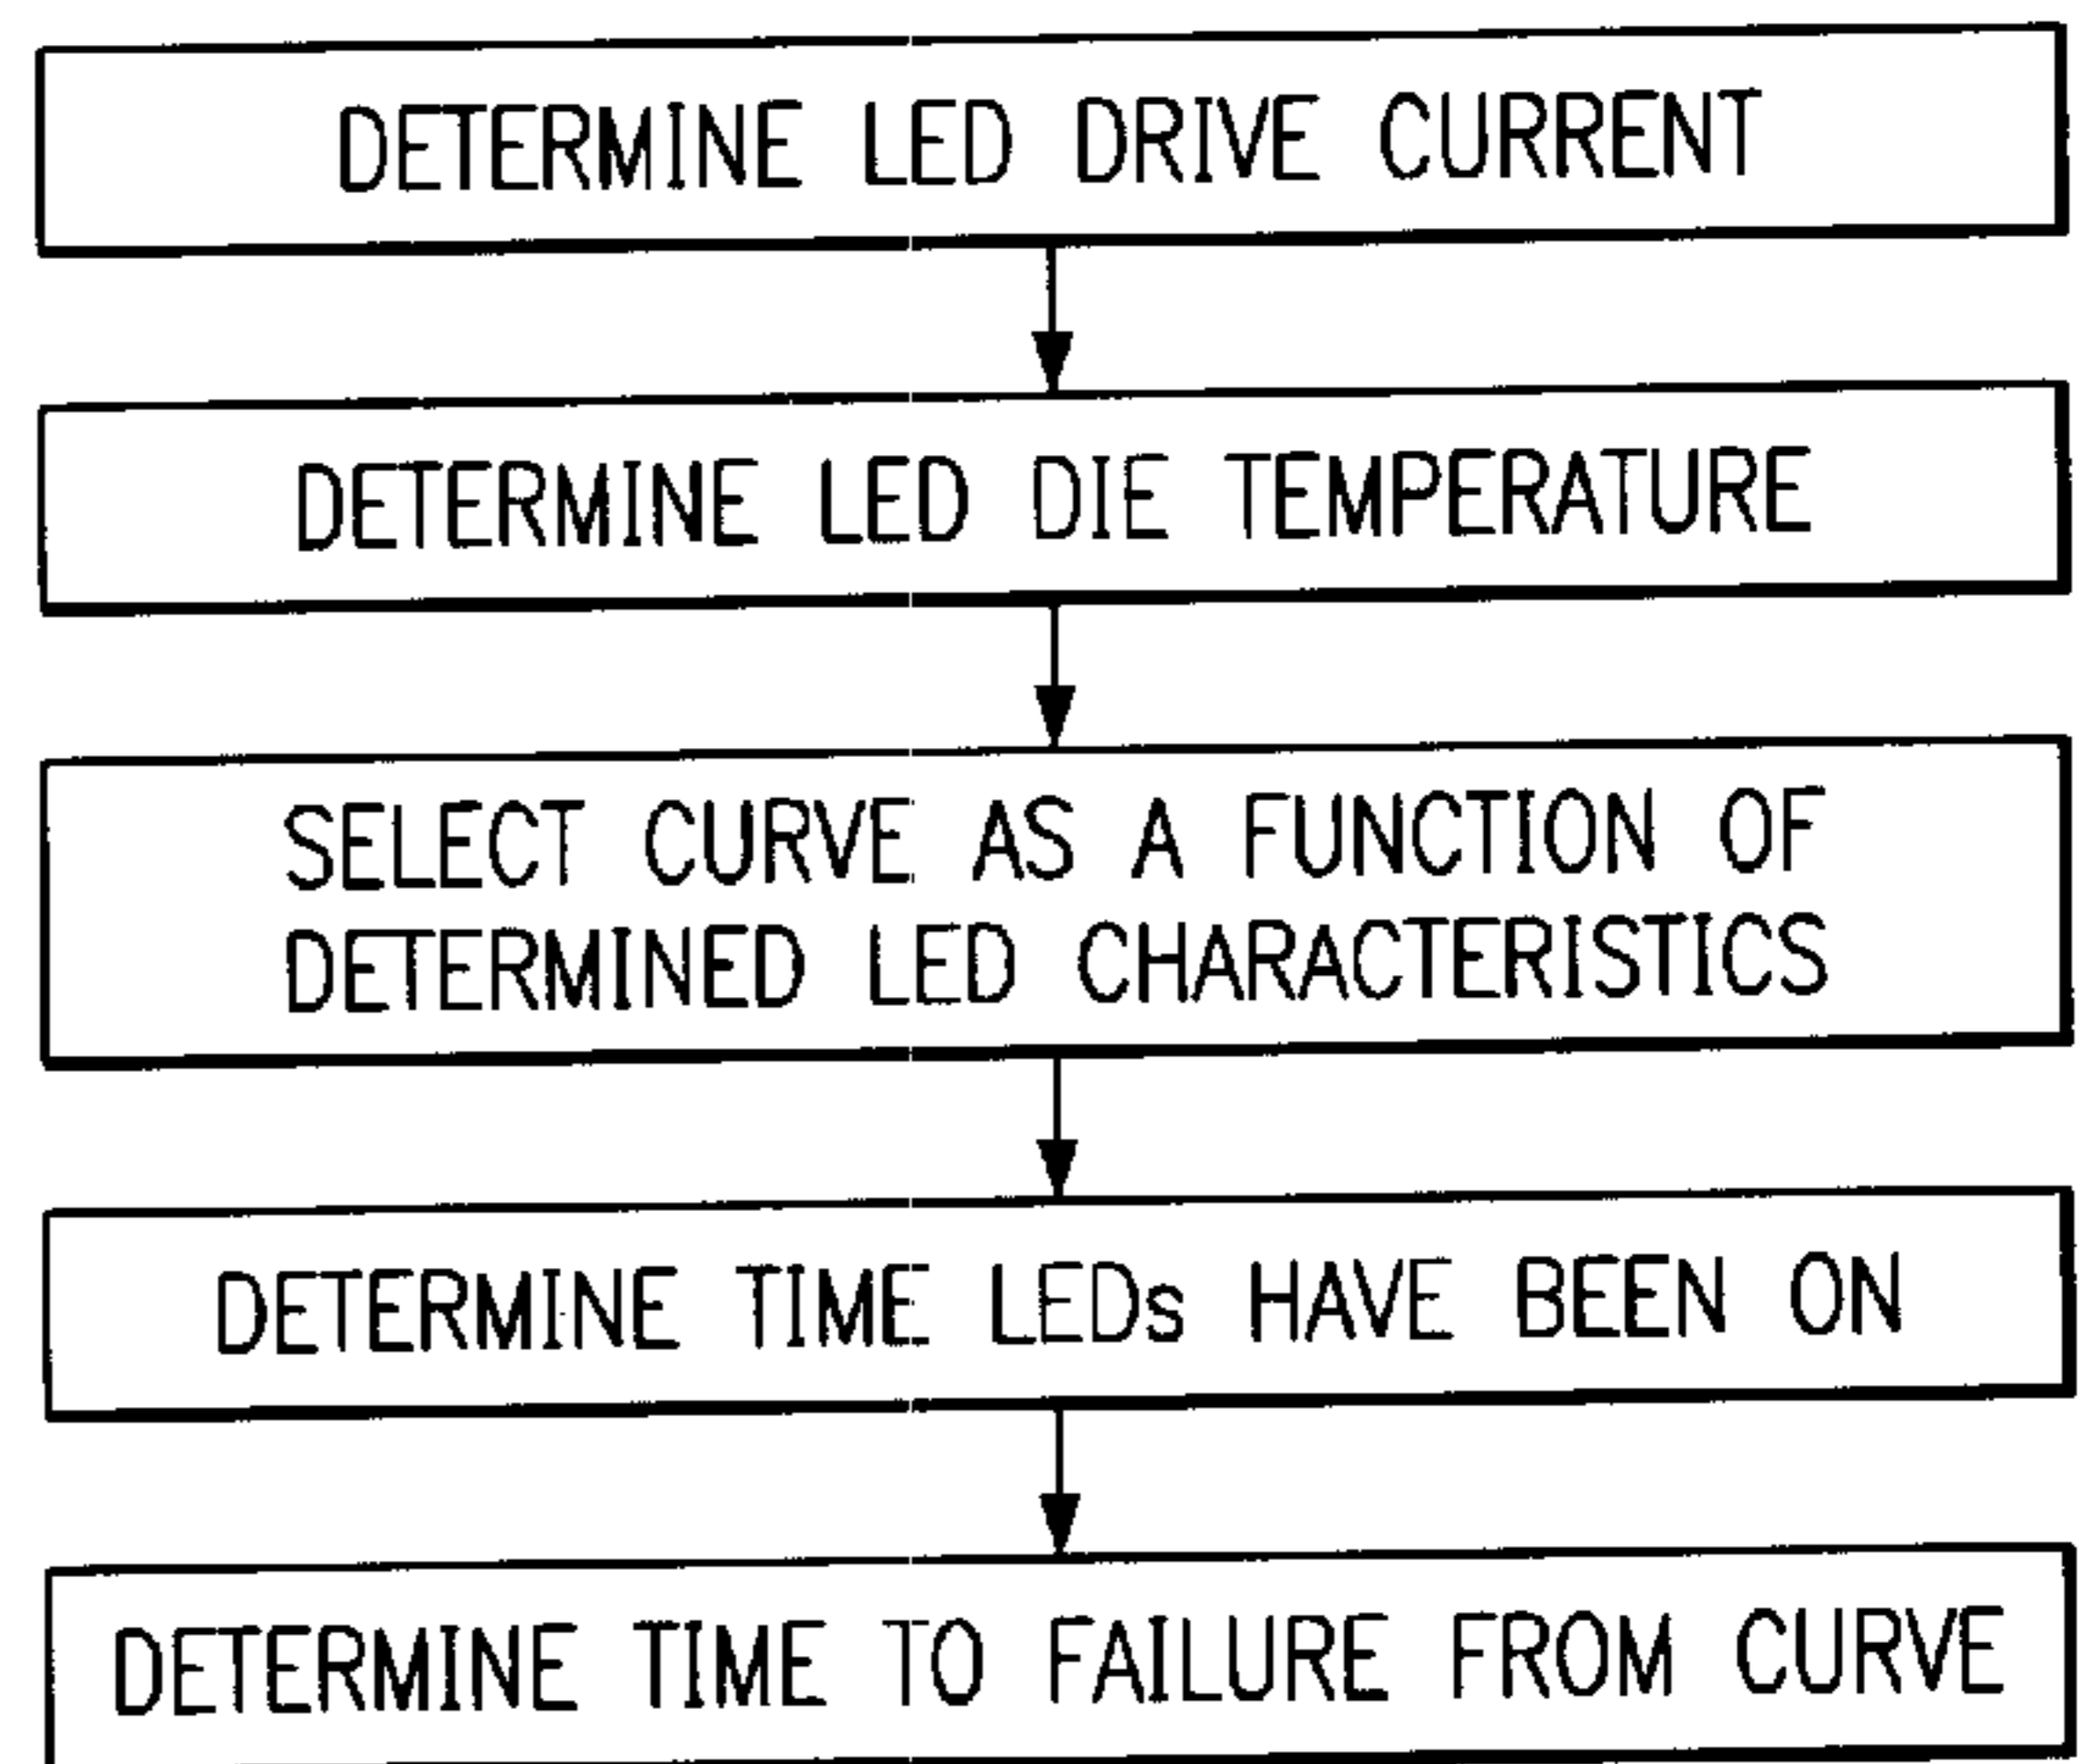 DETERMINE LED DRIVE CURRENT
DETERMINE LED DIE TEMPERATURE
SELECT CURVE AS A FUNCTION OF
DETERMINED LED CHARACTERISTICS
DETERMINE TIME LEDs HAVE BEEN ON
DETERMINE TIME TO FAILURE FROM CURVE